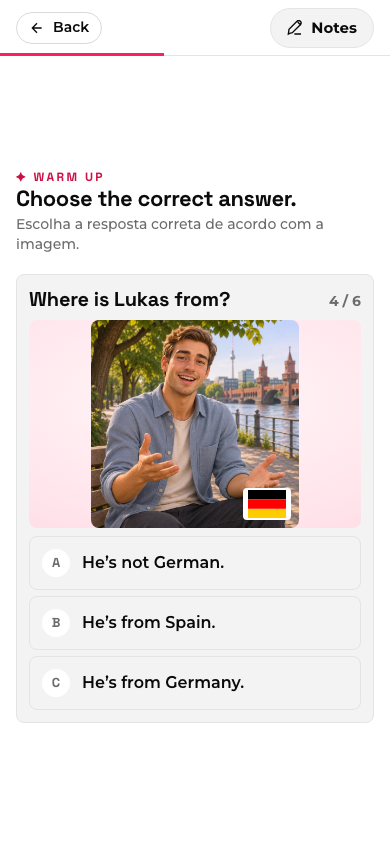 Back
Notes
WARM UP
Choose the correct answer.
Escolha a resposta correta de acordo com a
imagem.
Where is Lukas from?
4 / 6
A
He’s not German.
B
He’s from Spain.
C
He’s from Germany.